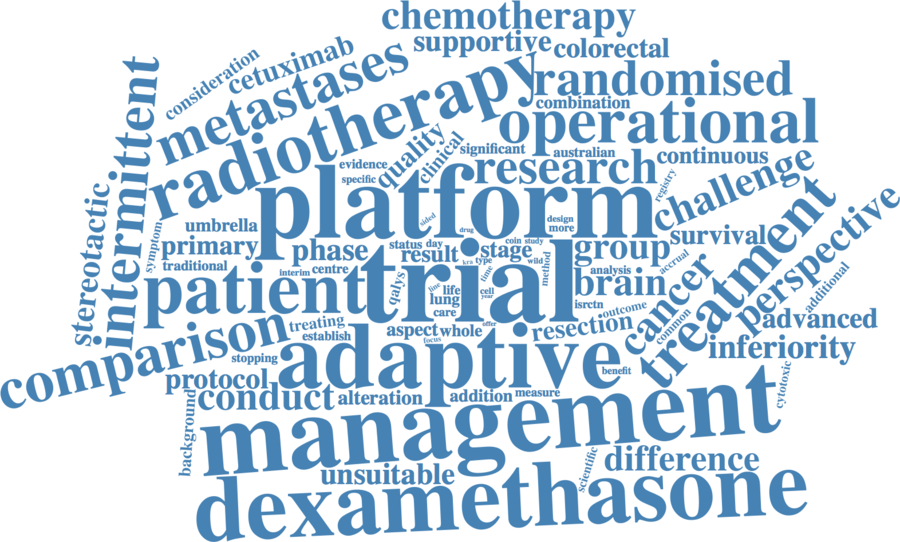 chemotherapy
supportive
colorectal
consideration
cetuximab
metastases
radiotherapy
randomised
combination
operational
intermittent
stereotactic
quality
clinical
significant
australian
evidence
specific
research
continuous
registry
challenge
platform
umbrella
symptom
primary
traditional
phase
sided
drug
design
more
status
day
result
coin
study
stage
group
survival
treatment
perspective
interim
centre
kra
type
wild
method
analysis
accrual
additional
patient
trial
qalys
line
life
time
cell
year
lung
care
brain
isrctn
outcome
cancer
common
advanced
inferiority
comparison
treating
establish
aspect
whole
offer
focus
resection
stopping
adaptive
benefit
protocol
conduct
alteration
addition
measure
cytotoxic
background
management
unsuitable
scientific
difference
dexamethasone